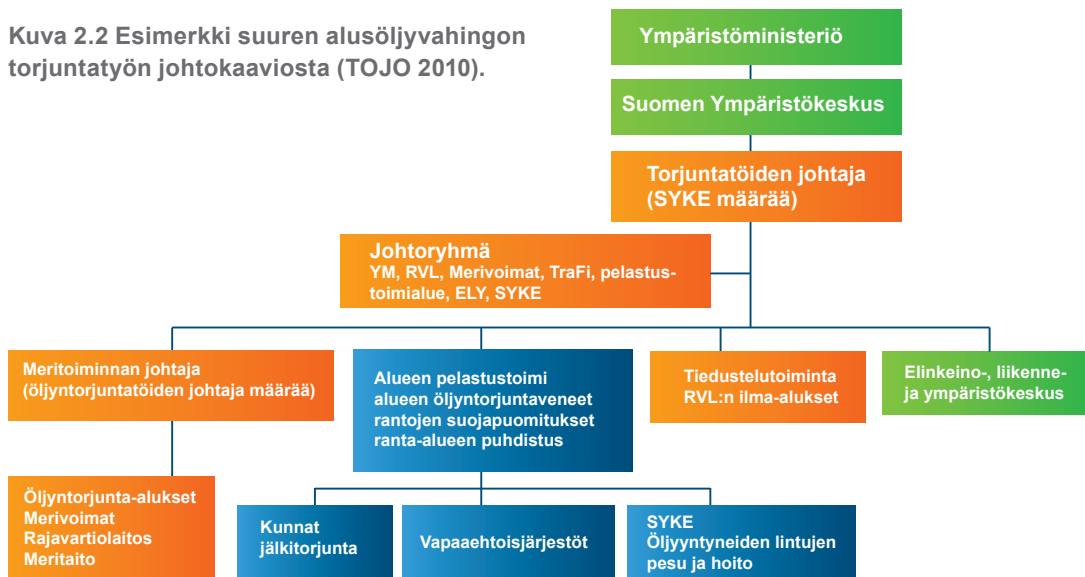 Kuva 2.2 Esimerkki suuren alusöljyvahingon
torjuntatyön johtokaaviosta (TOJO 2010).
Ympäristöministeriö
Suomen Ympäristökeskus
Torjuntatöiden johtaja
(SYKE määrää)
Johtoryhmä
YM, RVL, Merivoimat, TraFi, pelastus-
toimialue, ELY, SYKE
Meritoiminnan johtaja
(öljyntorjuntatöiden johtaja määrää)
Alueen pelastustoimi
alueen öljyntorjuntaveneet
rantojen suojapuomitukset
ranta-alueen puhdistus
Tiedustelutoiminta
RVL:n ilma-alukset
Elinkeino-, liikenne-
ja ympäristökeskus
Öljyntorjunta-alukset
Merivoimat
Rajavartiolaitos
Meritaito
Kunnat
jälkitorjunta
Vapaaehtoisjärjestöt
SYKE
Öljyyntyneiden lintujen
pesu ja hoito